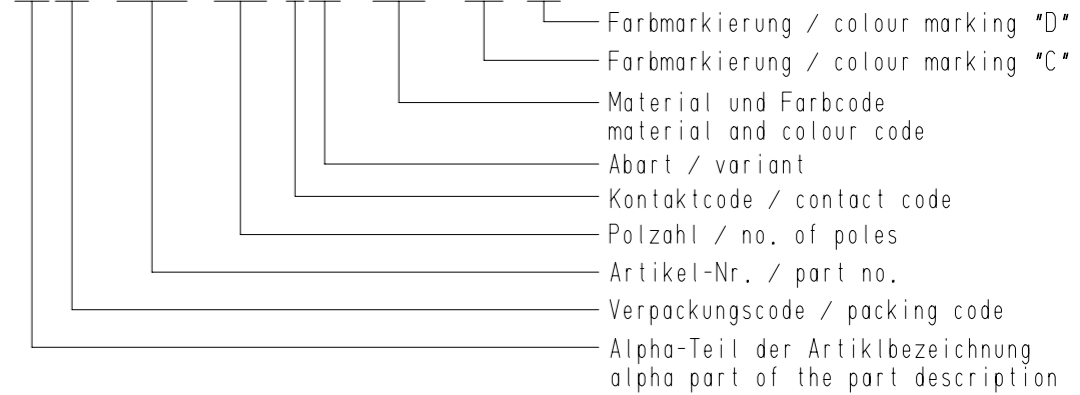 Farbmarkierung / colour marking "D"
Farbmarkierung / colour marking "C"
Material und Farbcode
material and colour code
Abart / variant
Kontaktcode / contact code
Polzahl / no. of poles
Artikel-Nr. / part no.
Verpackungscode / packing code
Alpha-Teil der Artiklbezeichnung
alpha part of the part description